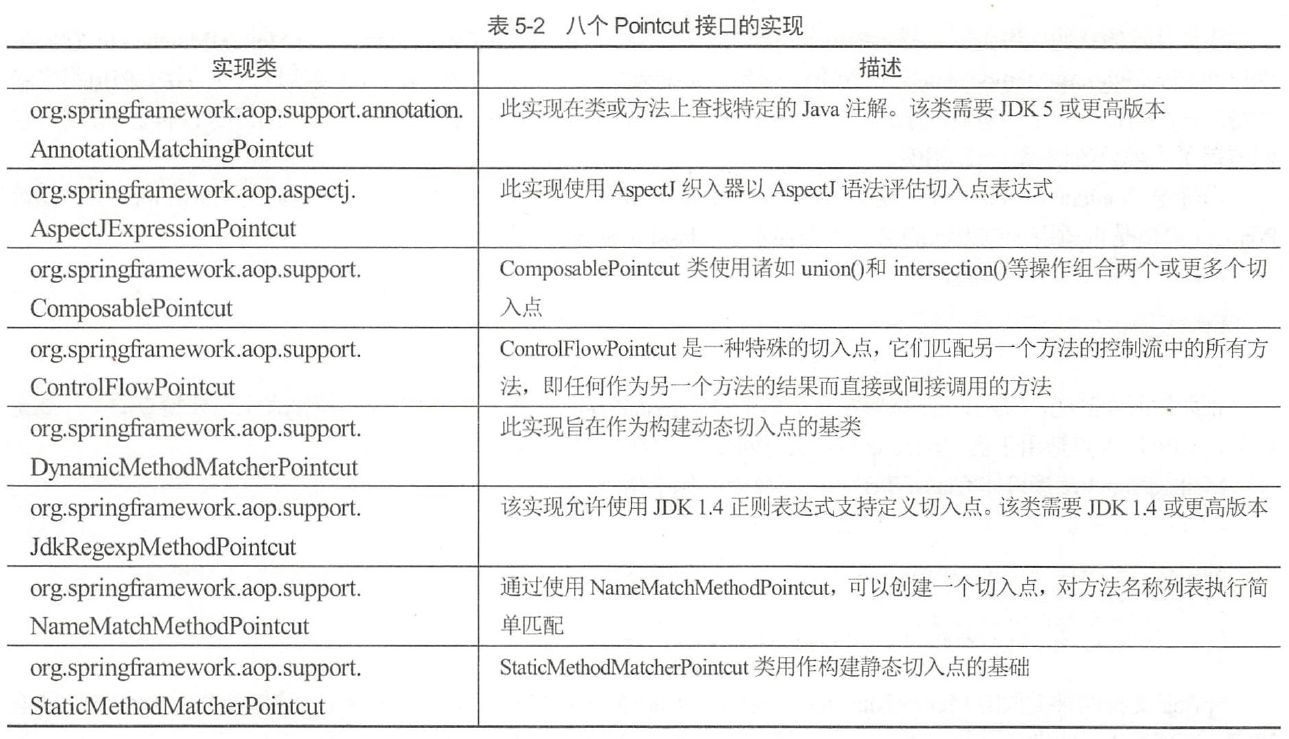 表 5-2 八个 Pointcut 接口的实现
实现类
描述
org.springframework.aop.support.annotation.
AnnotationMatchingPointcut
此实现在类或方法上查找特定的 Java 注解。该类需要 JDK 5 或更高版本
org.springframework.aop.aspectj.
AspectJExpressionPointcut
此实现使用 AspectJ 织入器以 AspectJ 语法评估切入点表达式
org.springframework.aop.support.
ComposablePointcut
ComposablePointcut 类使用诸如 union()和 intersection()等操作组合两个或更多个切
入点
org.springframework.aop.support.
ControlFlowPointcut
ControlFlowPointcut 是一种特殊的切入点，它们匹配另一个方法的控制流中的所有方
法，即任何作为另一个方法的结果而直接或间接调用的方法
org.springframework.aop.support.
DynamicMethodMatcherPointcut
此实现旨在作为构建动态切入点的基类
org.springframework.aop.support.
JdkRegexpMethodPointcut
该实现允许使用 JDK 1.4 正则表达式支持定义切入点。该类需要 JDK 1.4 或更高版本
org.springframework.aop.support.
NameMatchMethodPointcut
通过使用 NameMatchMethodPointcut，可以创建一个切入点，对方法名称列表执行简
单匹配
org.springframework.aop.support.
StaticMethodMatcherPointcut
StaticMethodMatcherPointcut 类用作构建静态切入点的基础